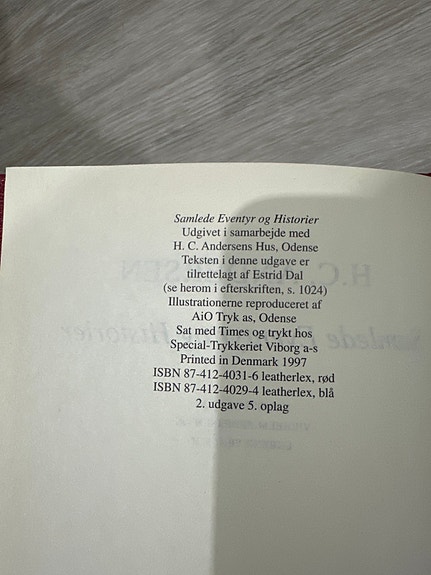 Samlede Eventyr og Historier
Udgivet i samarbejde med
H. C. Andersens Hus, Odense
Teksten i denne udgave er
tilrettelagt af Estrid Dal
(se herom i efterskriften, s. 1024)
Illustrationerne reproduceret af
AiO Tryk as, Odense
Sat med Times og trykt hos
Special-Trykkeriet Viborg a-s
Printed in Denmark 1997
ISBN 87-412-4031-6 leatherlex, rød
ISBN 87-412-4029-4 leatherlex, blå
2. udgave 5. oplag